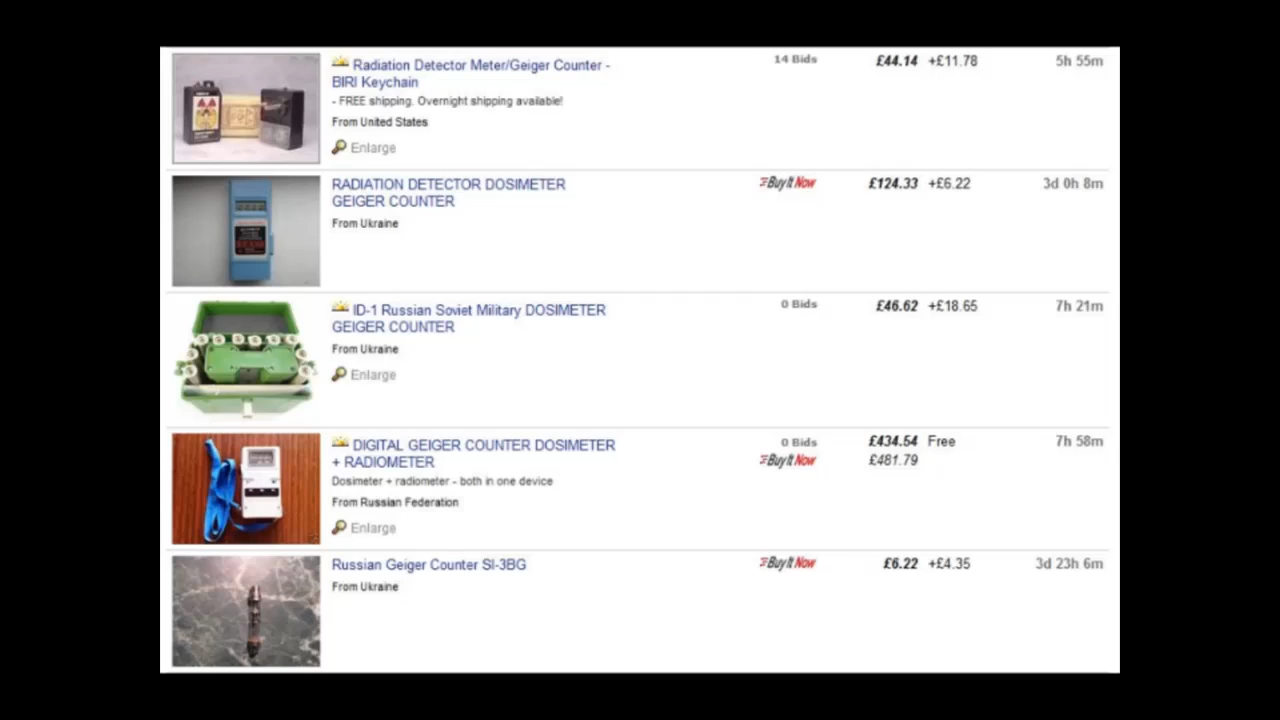 Radiation Detector Meter/Geiger Counter - 14 Bids £44.14 +£11.78 5h 55m
BIRI Keychain
- FREE shipping. Overnight shipping available!
From United States
Enlarge
RADIATION DETECTOR DOSIMETER Buy It Now £124.33 +£6.22 3d 0h 8m
GEIGER COUNTER
From Ukraine
ID-1 Russian Soviet Military DOSIMETER 0 Bids £46.62 +£18.65 7h 21m
GEIGER COUNTER
From Ukraine
Enlarge
DIGITAL GEIGER COUNTER DOSIMETER 0 Bids £434.54 Free 7h 58m
+ RADIOMETER Buy It Now £481.79
Dosimeter + radiometer - both in one device
From Russian Federation
Enlarge
Russian Geiger Counter SI-3BG Buy It Now £6.22 +£4.35 3d 23h 6m
From Ukraine